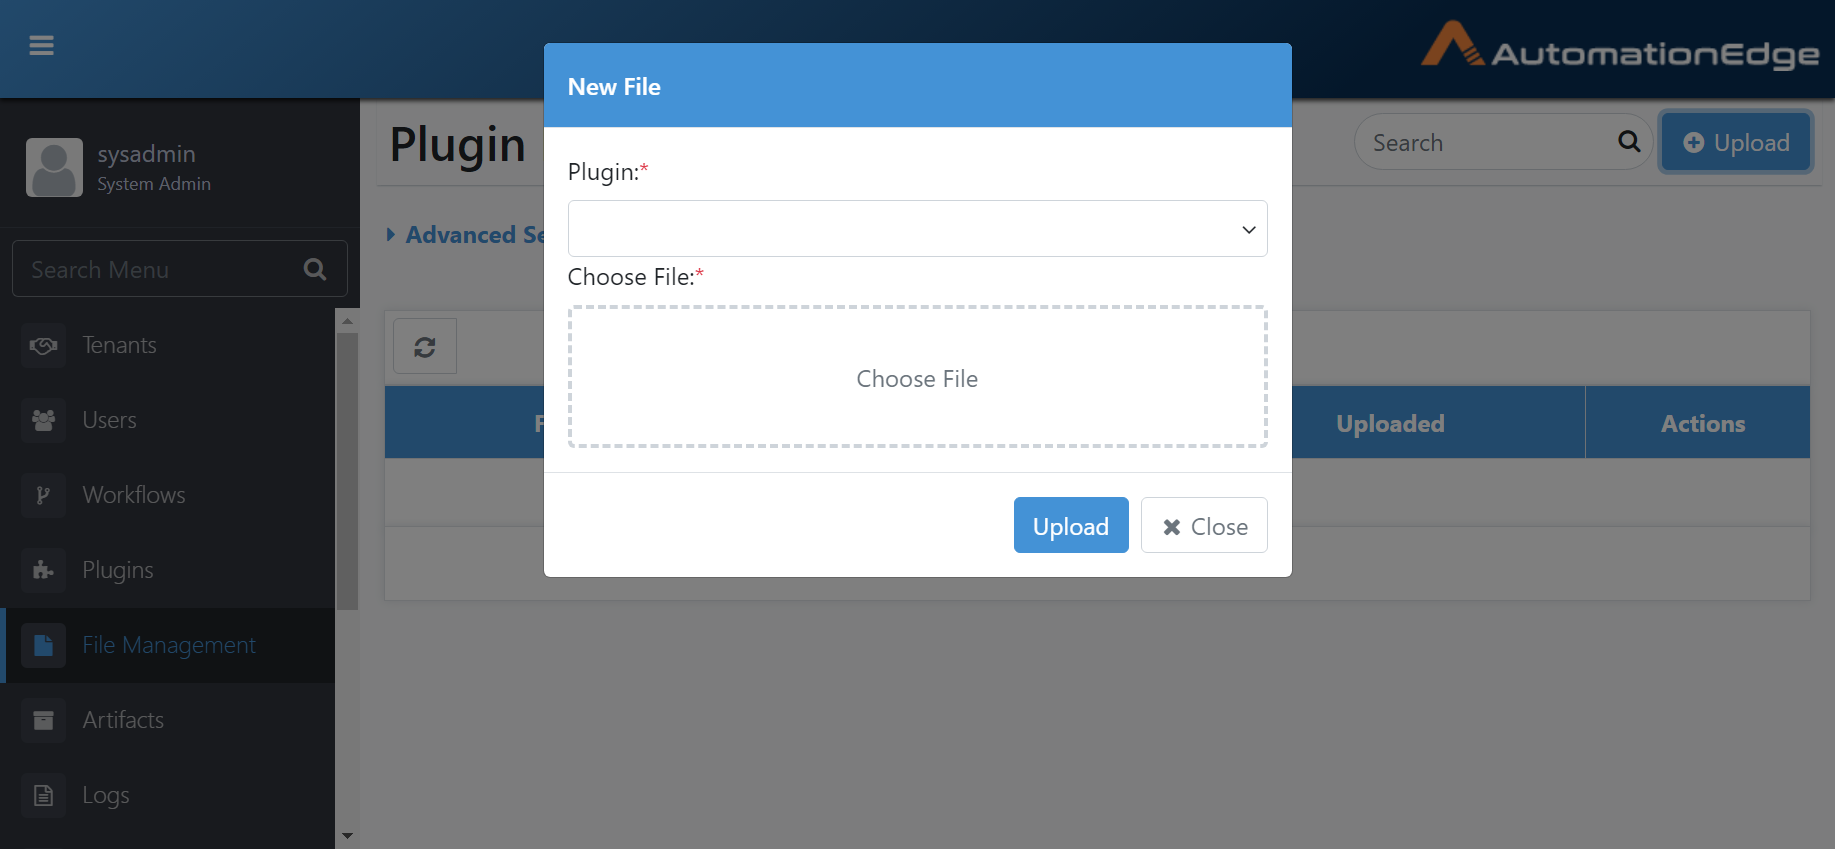 AutomationEdge
sysadmin
System Admin
Search Menu
Tenants
Users
Workflows
Plugins
File Management
Artifacts
Logs
Plugin
Search
Upload
Advanced
Uploaded
Actions
New File
Plugin:*
Choose File:*
Choose File
Upload
Close